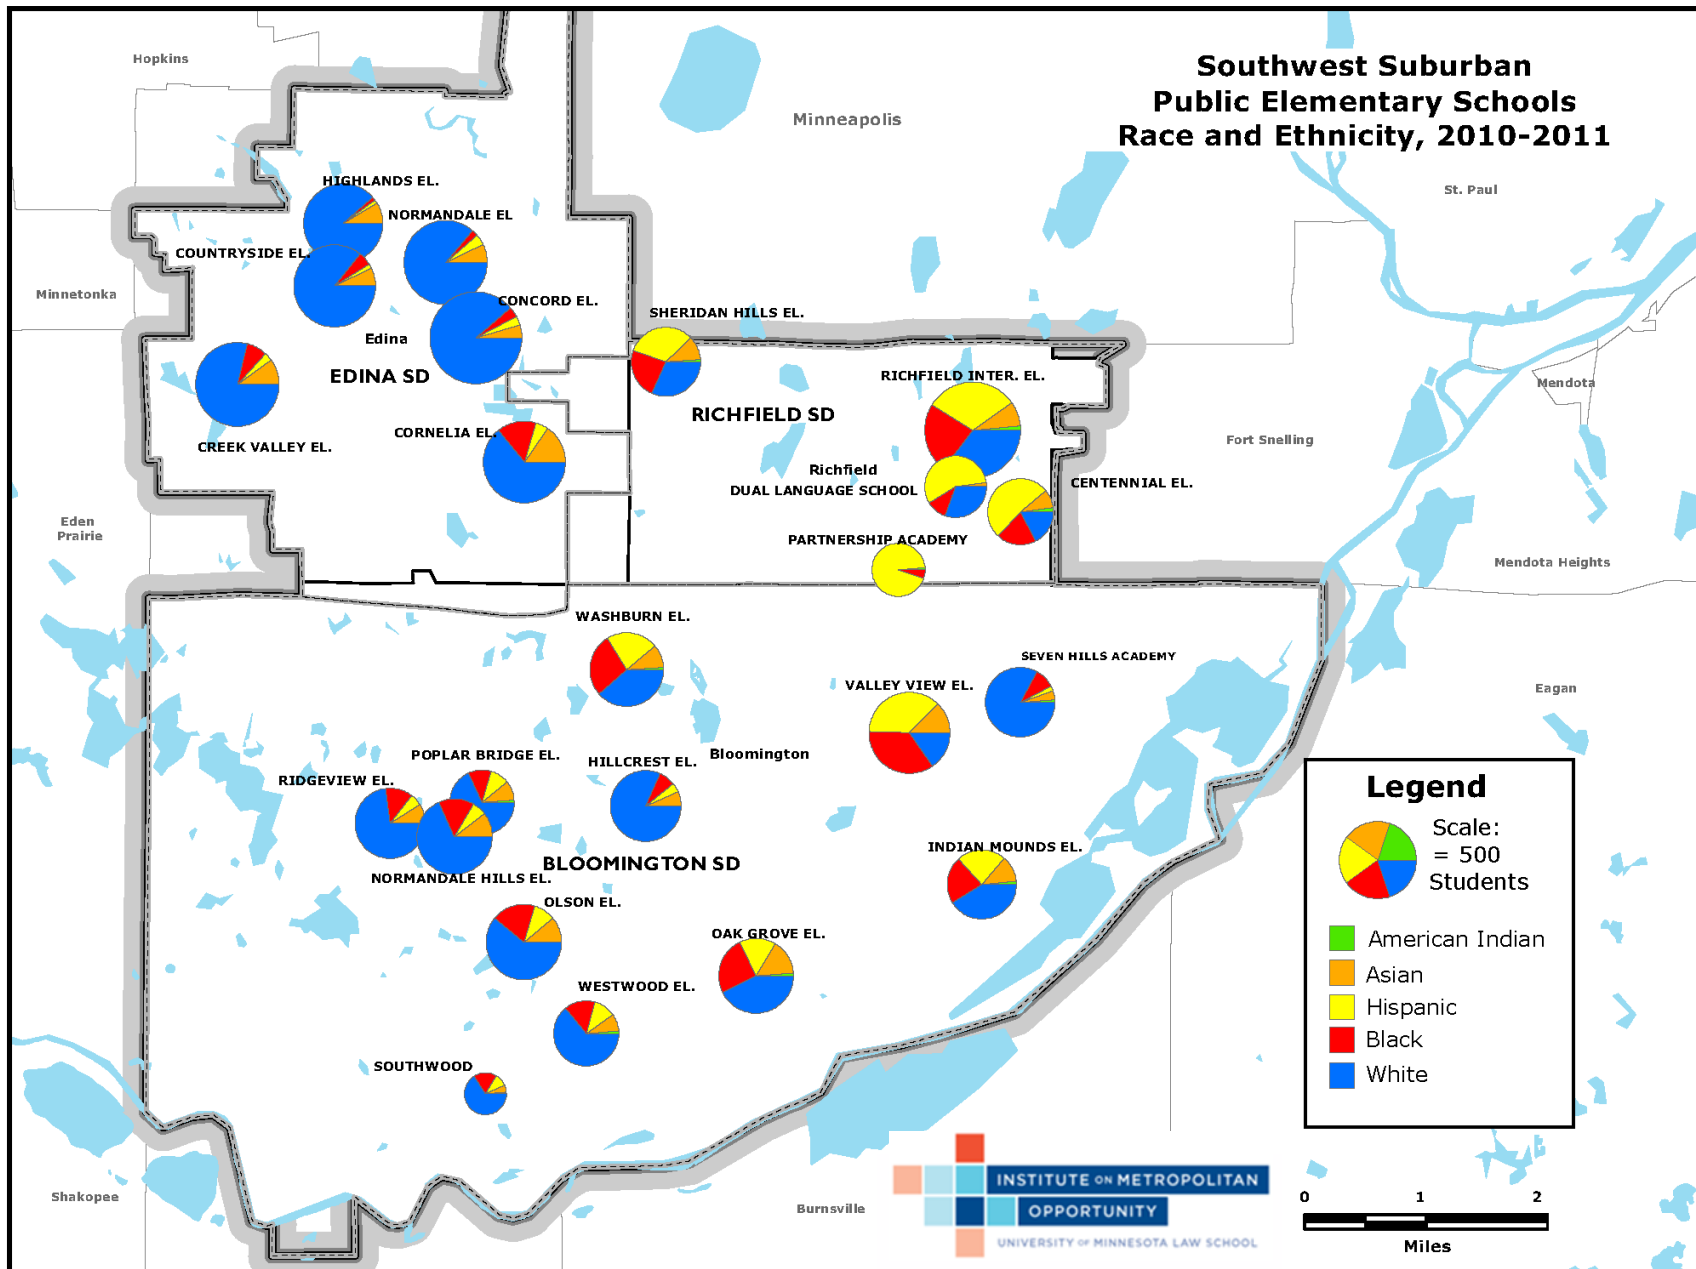 Southwest Suburban
Public Elementary Schools
Race and Ethnicity, 2010-2011
Hopkins
Minneapolis
St. Paul
HIGHLANDS EL.
NORMANDALE EL
COUNTRYSIDE EL.
Minnetonka
CONCORD EL.
SHERIDAN HILLS EL.
Edina
EDINA SD
RICHFIELD INTER. EL.
Mendota
RICHFIELD SD
CORNELIA EL.
CREEK VALLEY EL.
Fort Snelling
Richfield
DUAL LANGUAGE SCHOOL
CENTENNIAL EL.
Eden
Prairie
PARTNERSHIP ACADEMY
Mendota Heights
WASHBURN EL.
SEVEN HILLS ACADEMY
VALLEY VIEW EL.
Eagan
POPLAR BRIDGE EL.
HILLCREST EL.
Bloomington
RIDGEVIEW EL.
BLOOMINGTON SD
INDIAN MOUNDS EL.
NORMANDALE HILLS EL.
OLSON EL.
OAK GROVE EL.
WESTWOOD EL.
SOUTHWOOD
Legend
Scale:
= 500
Students
American Indian
Asian
Hispanic
Black
White
Shakopee
Burnsville
INSTITUTE ON METROPOLITAN
OPPORTUNITY
UNIVERSITY OF MINNESOTA LAW SCHOOL
0 1 2
Miles